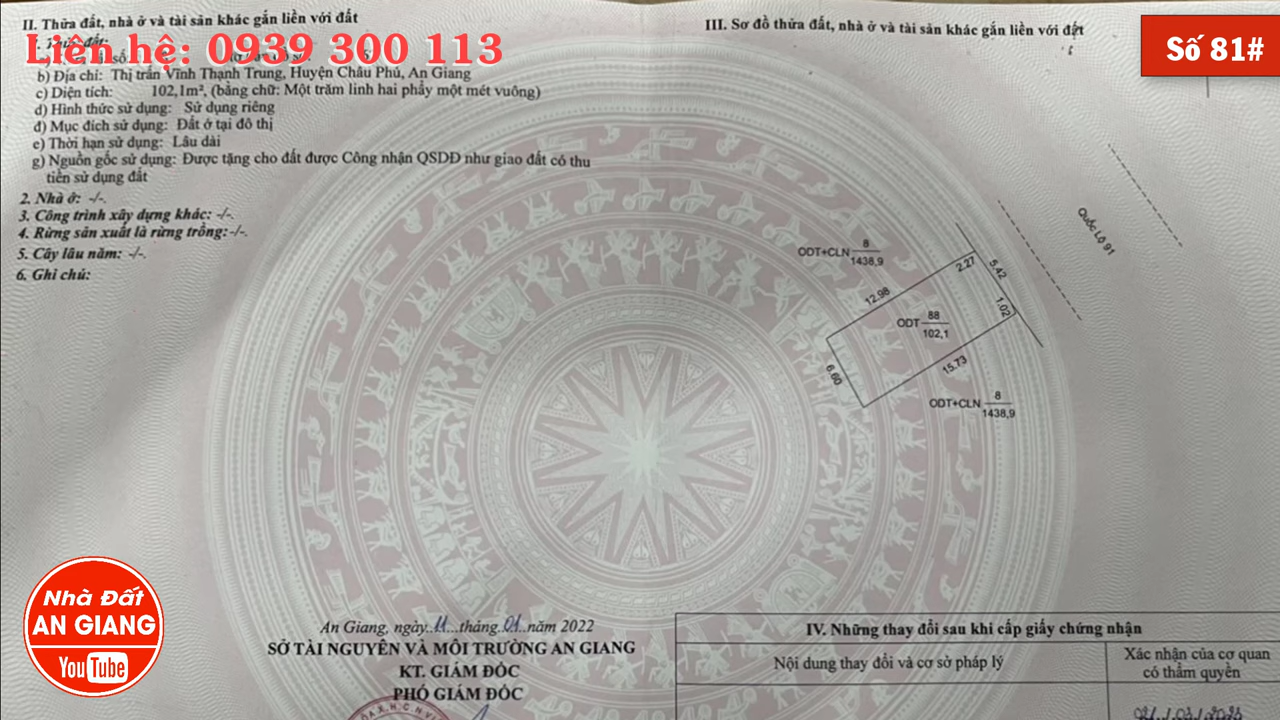 II. Thửa đất, nhà ở và tài sản khác gắn liền với đất
Liên hệ: 0939 300 113
b) Địa chỉ: Thị trấn Vĩnh Thạnh Trung, Huyện Châu Phú, An Giang
c) Diện tích: 102,1m², (bằng chữ: Một trăm linh hai phẩy một mét vuông)
d) Hình thức sử dụng: Sử dụng riêng
đ) Mục đích sử dụng: Đất ở tại đô thị
e) Thời hạn sử dụng: Lâu dài
g) Nguồn gốc sử dụng: Được tặng cho đất được Công nhận QSDĐ như giao đất có thu
tiền sử dụng đất
2. Nhà ở: -/-.
3. Công trình xây dựng khác: -/-.
4. Rừng sản xuất là rừng trồng:-/-.
5. Cây lâu năm: -/-.
6. Ghi chú:
III. Sơ đồ thửa đất, nhà ở và tài sản khác gắn liền với đất
Số 81#
Quốc Lộ 91
ODT+CLN 8
1438,9
2.27
5.42
12.98
1.02
ODT 88
102,1
15.73
6.60
ODT+CLN 8
1438,9
Nhà Đất
AN GIANG
YouTube
An Giang, ngày 11 tháng 01 năm 2022
SỞ TÀI NGUYÊN VÀ MÔI TRƯỜNG AN GIANG
KT. GIÁM ĐỐC
PHÓ GIÁM ĐỐC
IV. Những thay đổi sau khi cấp giấy chứng nhận
Nội dung thay đổi và cơ sở pháp lý
Xác nhận của cơ quan
có thẩm quyền